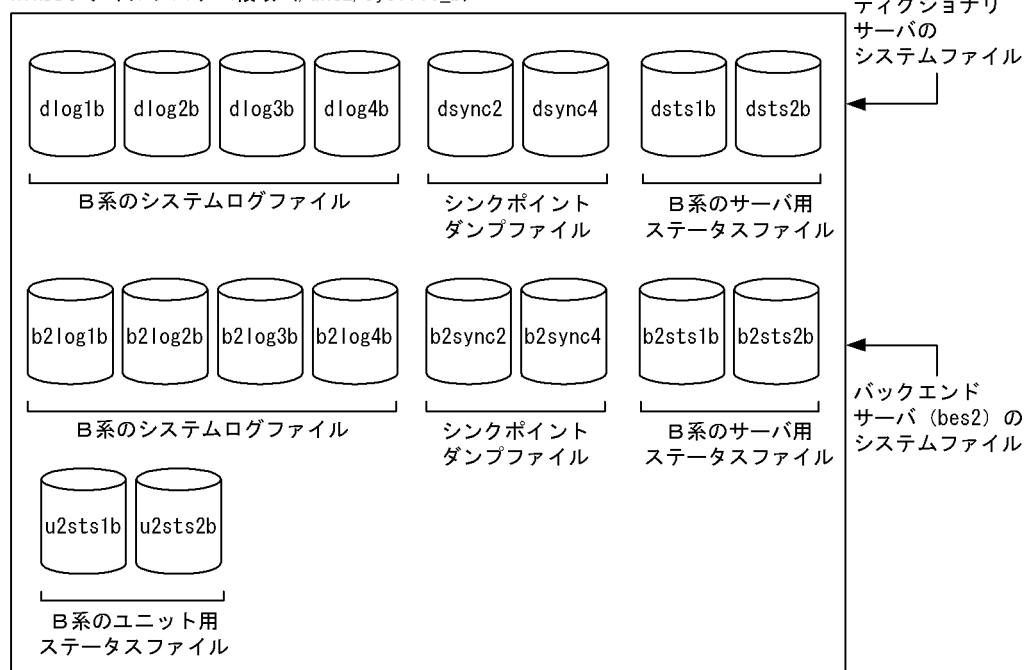 ディクショナリ
サーバの
システムファイル
dlog1b dlog2b dlog3b dlog4b dsync2 dsync4 dsts1b dsts2b
B系のシステムログファイル
シンクポイント
ダンプファイル
B系のサーバ用
ステータスファイル
b2log1b b2log2b b2log3b b2log4b b2sync2 b2sync4 b2sts1b b2sts2b
バックエンド
サーバ(bes2)の
システムファイル
B系のシステムログファイル
シンクポイント
ダンプファイル
B系のサーバ用
ステータスファイル
u2sts1b u2sts2b
B系のユニット用
ステータスファイル